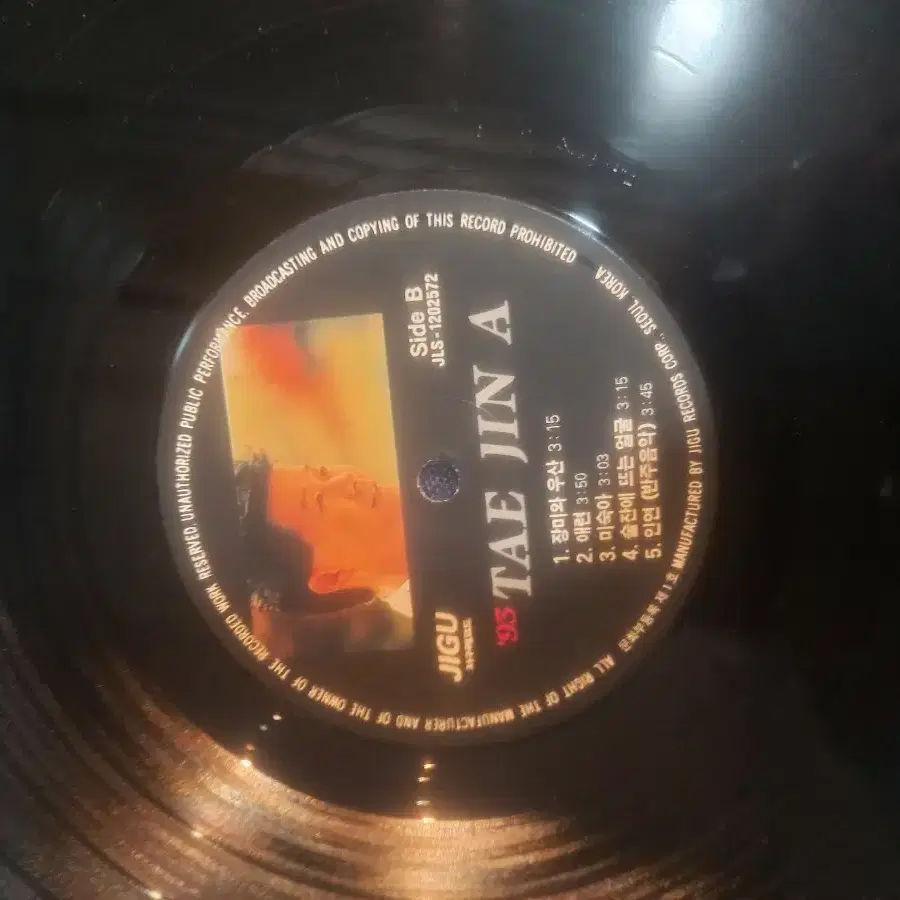 Side B
JLS-1202572
JIGU
'93 TAE JIN A
1. 장미와 우산 3:15
2. 애련 3:50
3. 미숙아 3:03
4. 술잔에 뜨는 얼굴 3:15
5. 인연 (반주음악) 3:45
ALL RIGHT OF THE MANUFACTURER AND OF THE OWNER OF THE RECORDED WORK RESERVED. UNAUTHORIZED PUBLIC PERFORMANCE. BROADCASTING AND COPYING OF THIS RECORD PROHIBITED
MANUFACTURED BY JIGU RECORDS CORP., SEOUL, KOREA